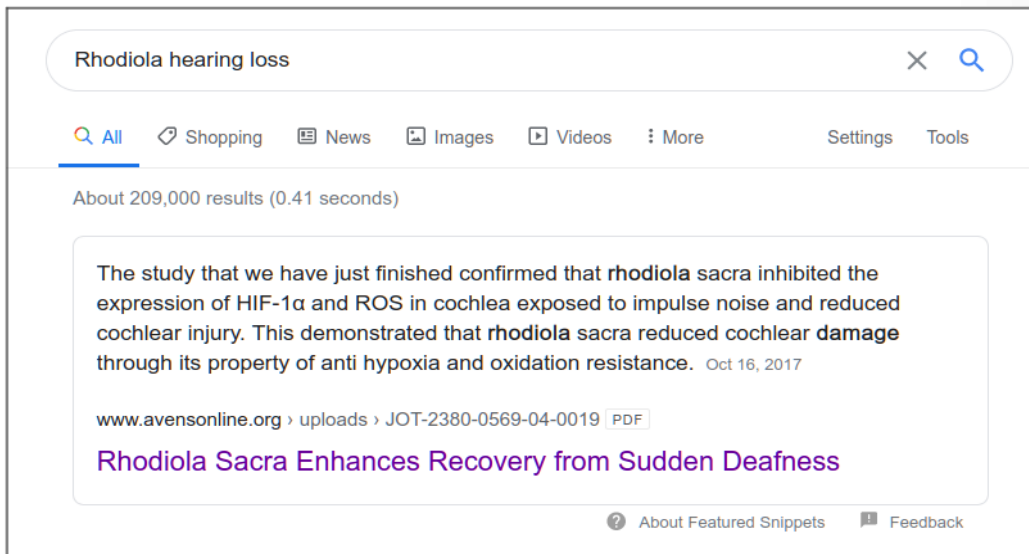 Rhodiola hearing loss
All Shopping News Images Videos More Settings Tools
About 209,000 results (0.41 seconds)
The study that we have just finished confirmed that rhodiola sacra inhibited the
expression of HIF-1α and ROS in cochlea exposed to impulse noise and reduced
cochlear injury. This demonstrated that rhodiola sacra reduced cochlear damage
through its property of anti hypoxia and oxidation resistance. Oct 16, 2017
www.avensonline.org › uploads › JOT-2380-0569-04-0019 PDF
Rhodiola Sacra Enhances Recovery from Sudden Deafness
About Featured Snippets Feedback